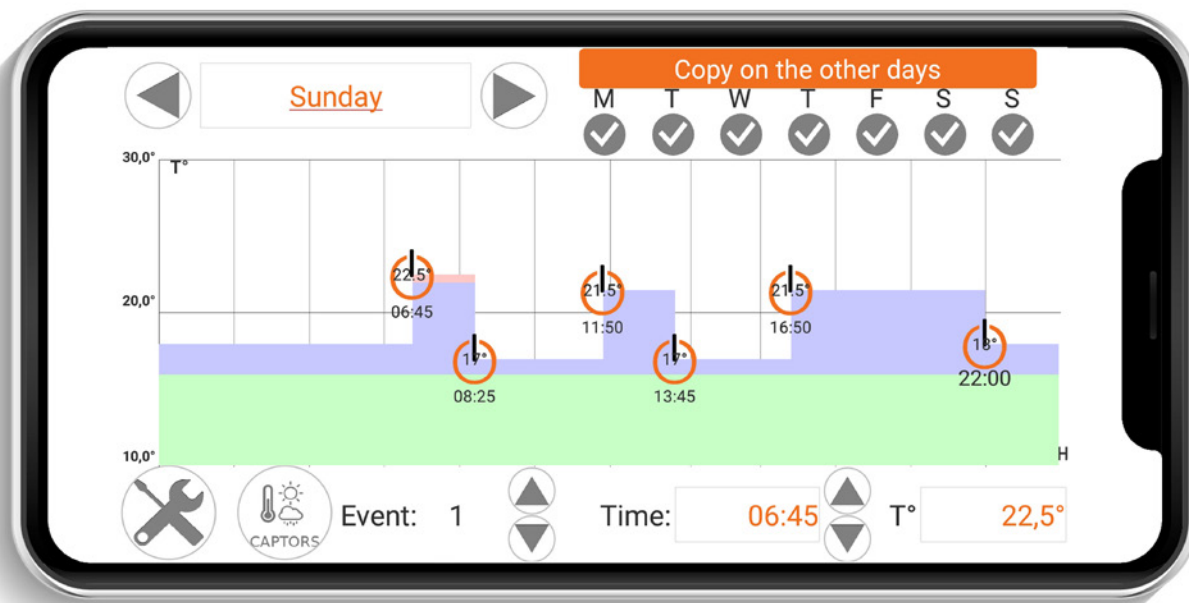 Copy on the other days
Sunday
M T W T F S S
30,0°
T°
22.5°
21.5°
21.5°
20,0°
06:45
11:50
16:50
17°
17°
18°
22:00
08:25
13:45
10,0°
H
CAPTORS
Event: 1
Time: 06:45
T° 22,5°